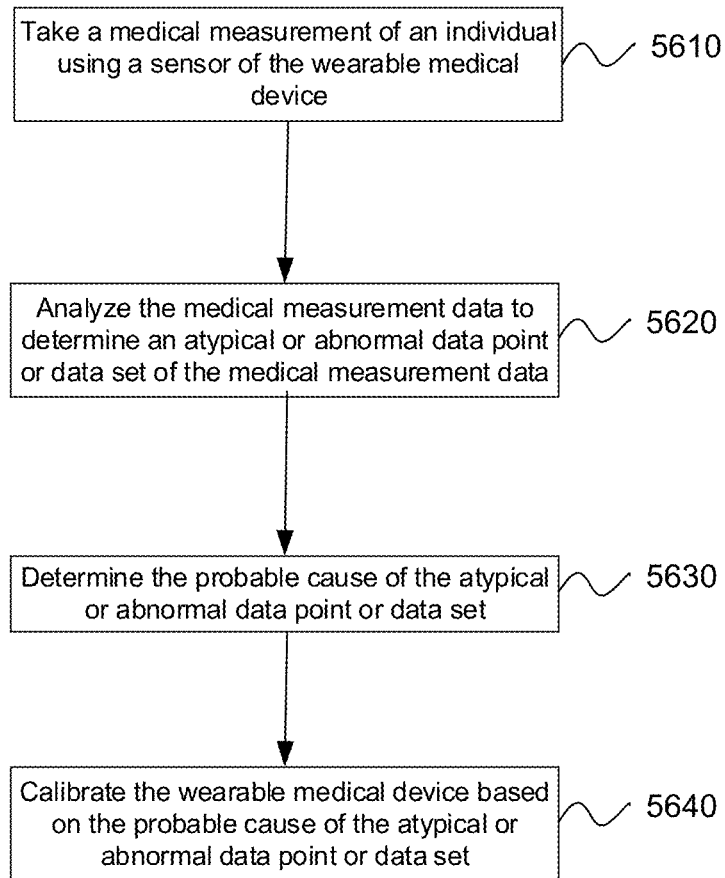 Take a medical measurement of an individual
using a sensor of the wearable medical
device
5610
Analyze the medical measurement data to
determine an atypical or abnormal data point
or data set of the medical measurement data
5620
Determine the probable cause of the atypical
or abnormal data point or data set
5630
Calibrate the wearable medical device based
on the probable cause of the atypical or
abnormal data point or data set
5640